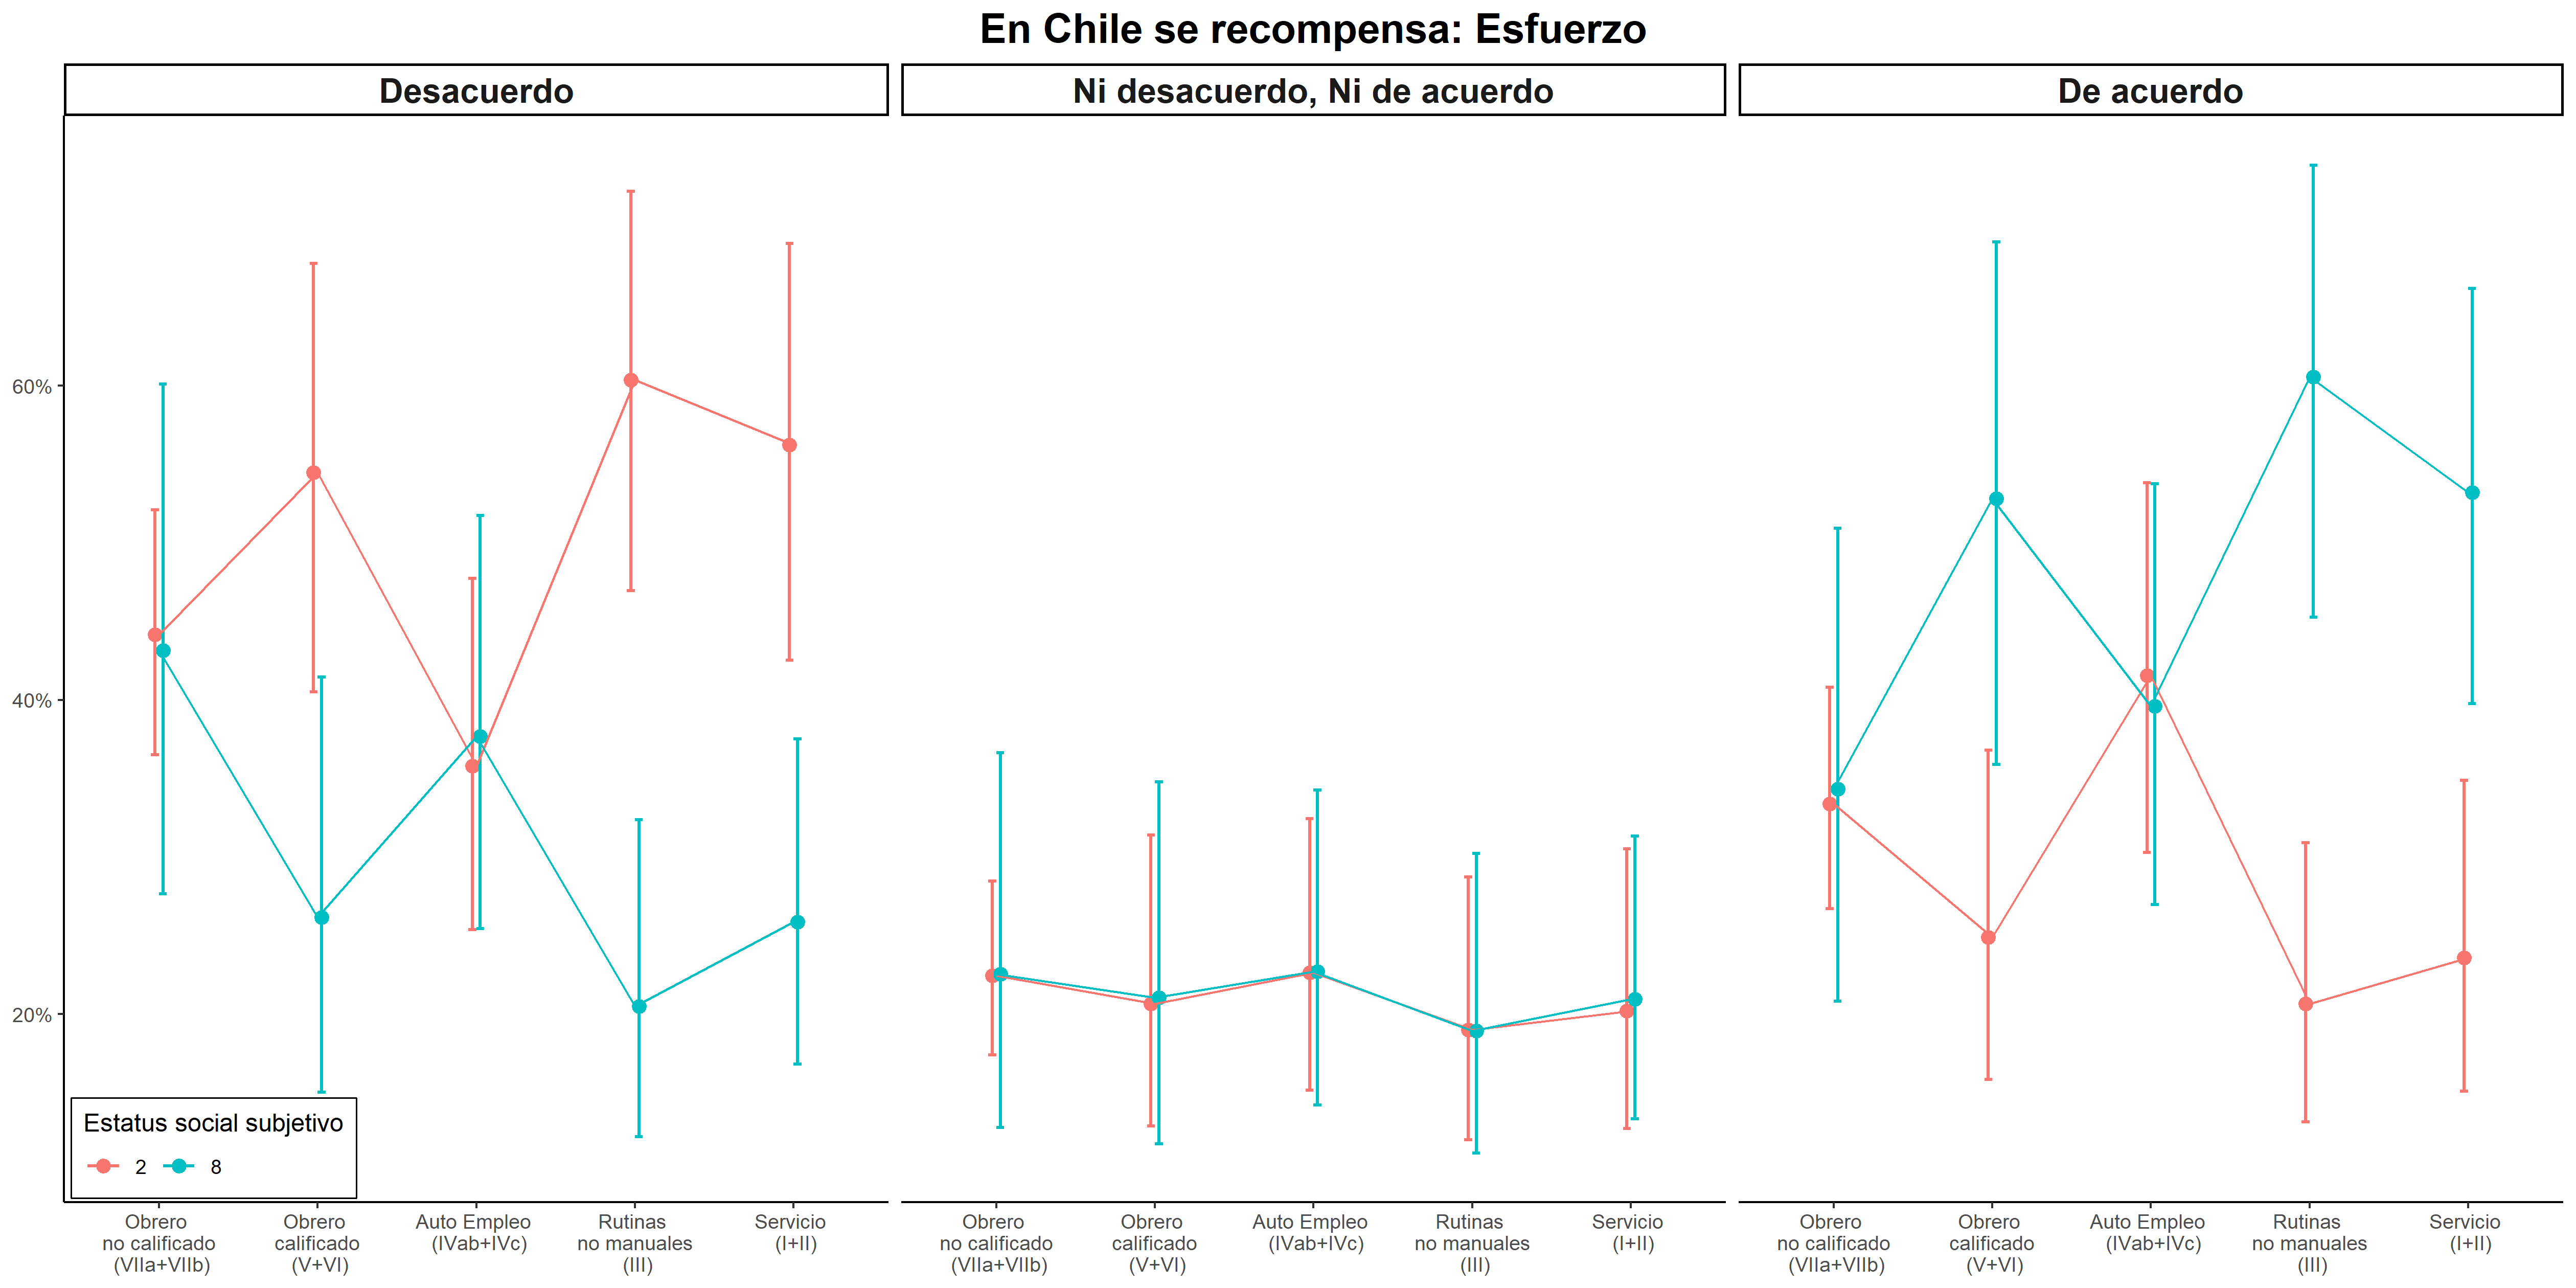 En Chile se recompensa: Esfuerzo
Desacuerdo
Ni desacuerdo, Ni de acuerdo
De acuerdo
60%
40%
20%
Estatus social subjetivo
2 8
Obrero
no calificado
(VIIa+VIIb)
Obrero
calificado
(V+VI)
Auto Empleo
(IVab+IVc)
Rutinas
no manuales
(III)
Servicio
(I+II)
Obrero
no calificado
(VIIa+VIIb)
Obrero
calificado
(V+VI)
Auto Empleo
(IVab+IVc)
Rutinas
no manuales
(III)
Servicio
(I+II)
Obrero
no calificado
(VIIa+VIIb)
Obrero
calificado
(V+VI)
Auto Empleo
(IVab+IVc)
Rutinas
no manuales
(III)
Servicio
(I+II)